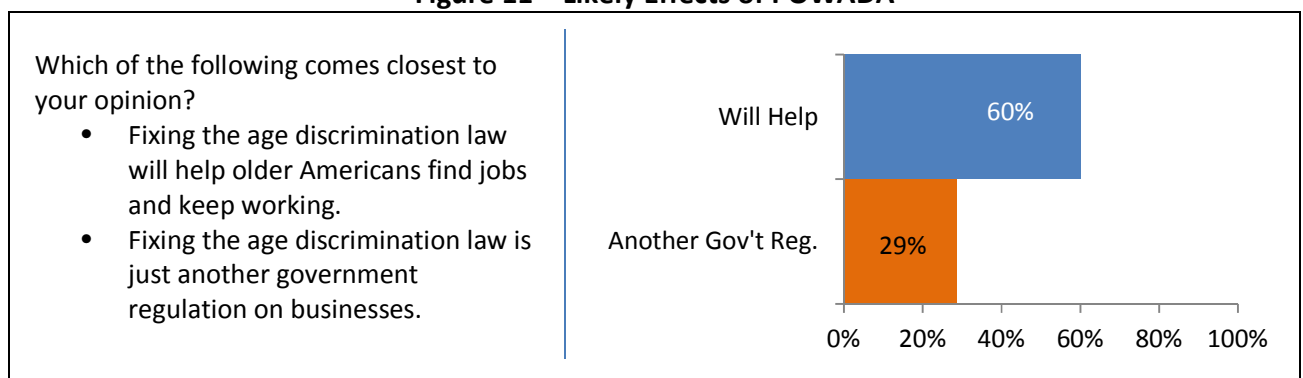 Which of the following comes closest to
your opinion?
• Fixing the age discrimination law
will help older Americans find jobs
and keep working.
• Fixing the age discrimination law is
just another government
regulation on businesses.
Will Help
60%
Another Gov't Reg.
29%
0% 20% 40% 60% 80% 100%